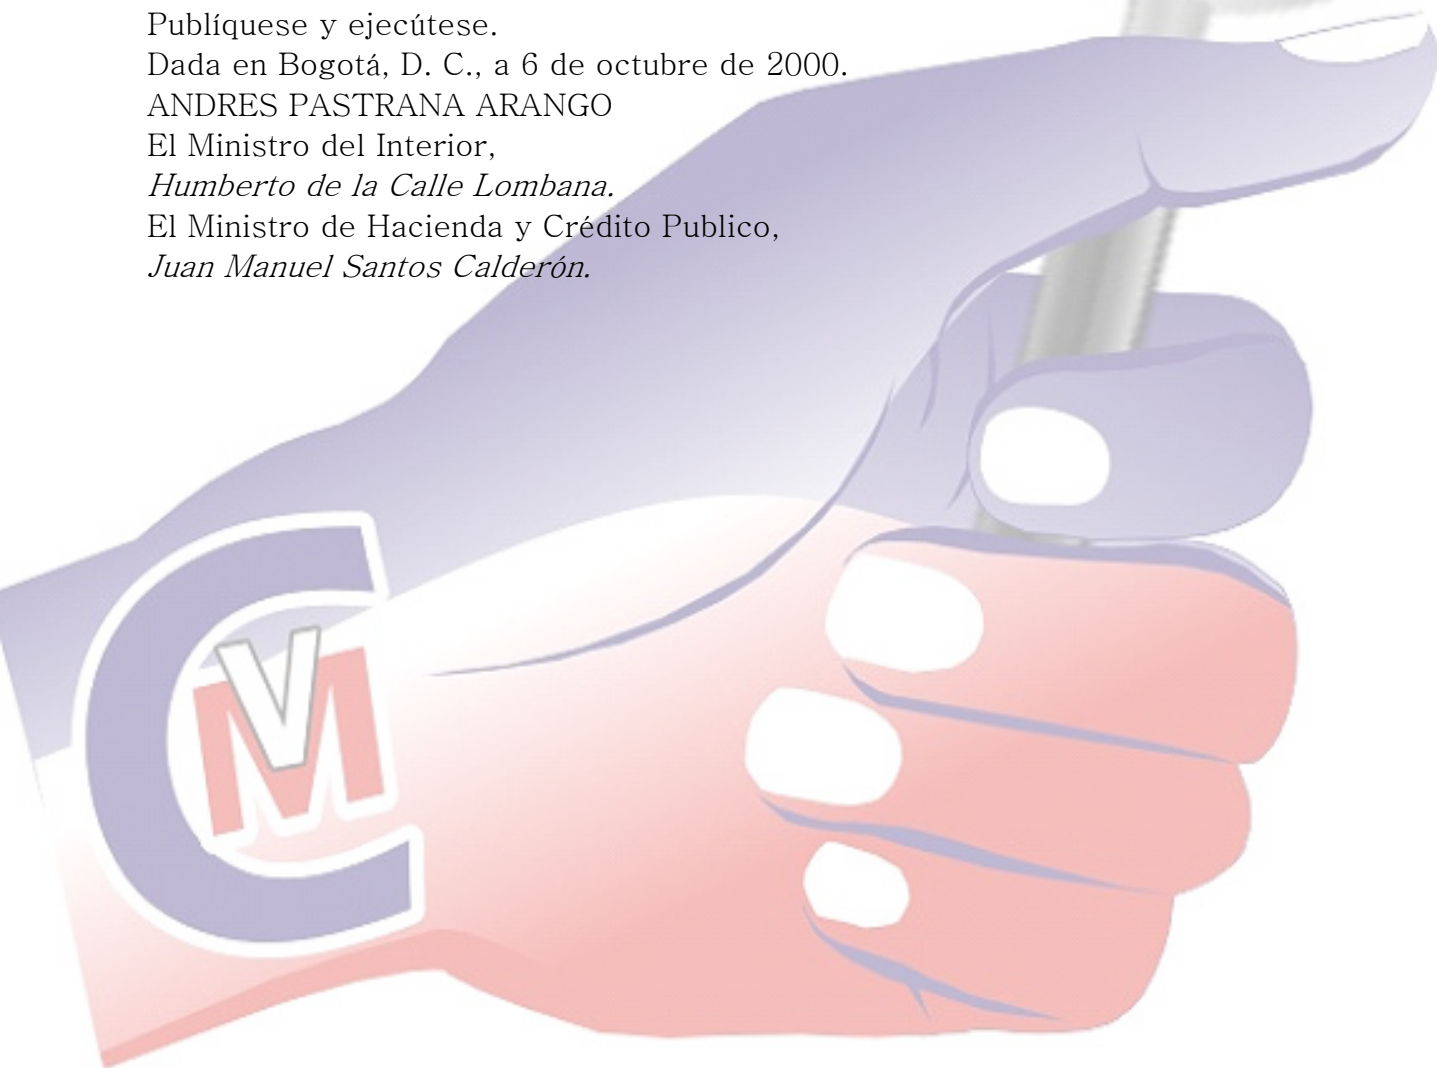 Publíquese y ejecútese.
Dada en Bogotá, D. C., a 6 de octubre de 2000.
ANDRES PASTRANA ARANGO
El Ministro del Interior,
Humberto de la Calle Lombana.
El Ministro de Hacienda y Crédito Publico,
Juan Manuel Santos Calderón.
C
V
M